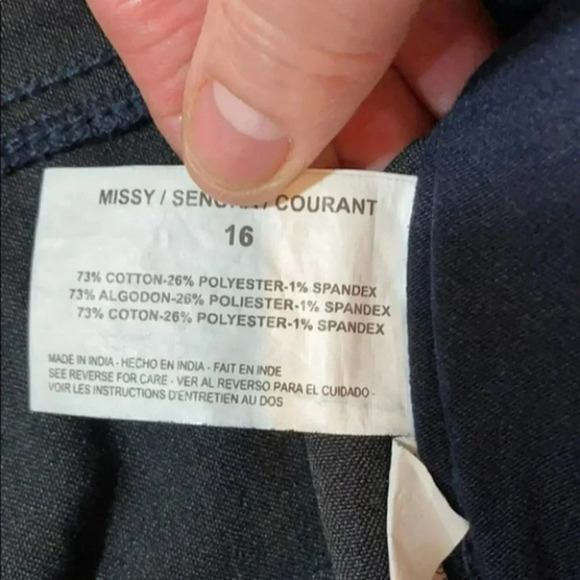 MISSY / / COURANT
16
73% COTTON-26% POLYESTER-1% SPANDEX
73% ALGODON-26% POLIESTER-1% SPANDEX
73% COTON-26% POLYESTER-1% SPANDEX
MADE IN INDIA - HECHO EN INDIA - FAIT EN INDE
SEE REVERSE FOR CARE - VER AL REVERSO PARA EL CUIDADO -
VOIR LES INSTRUCTIONS D'ENTRETIEN AU DOS